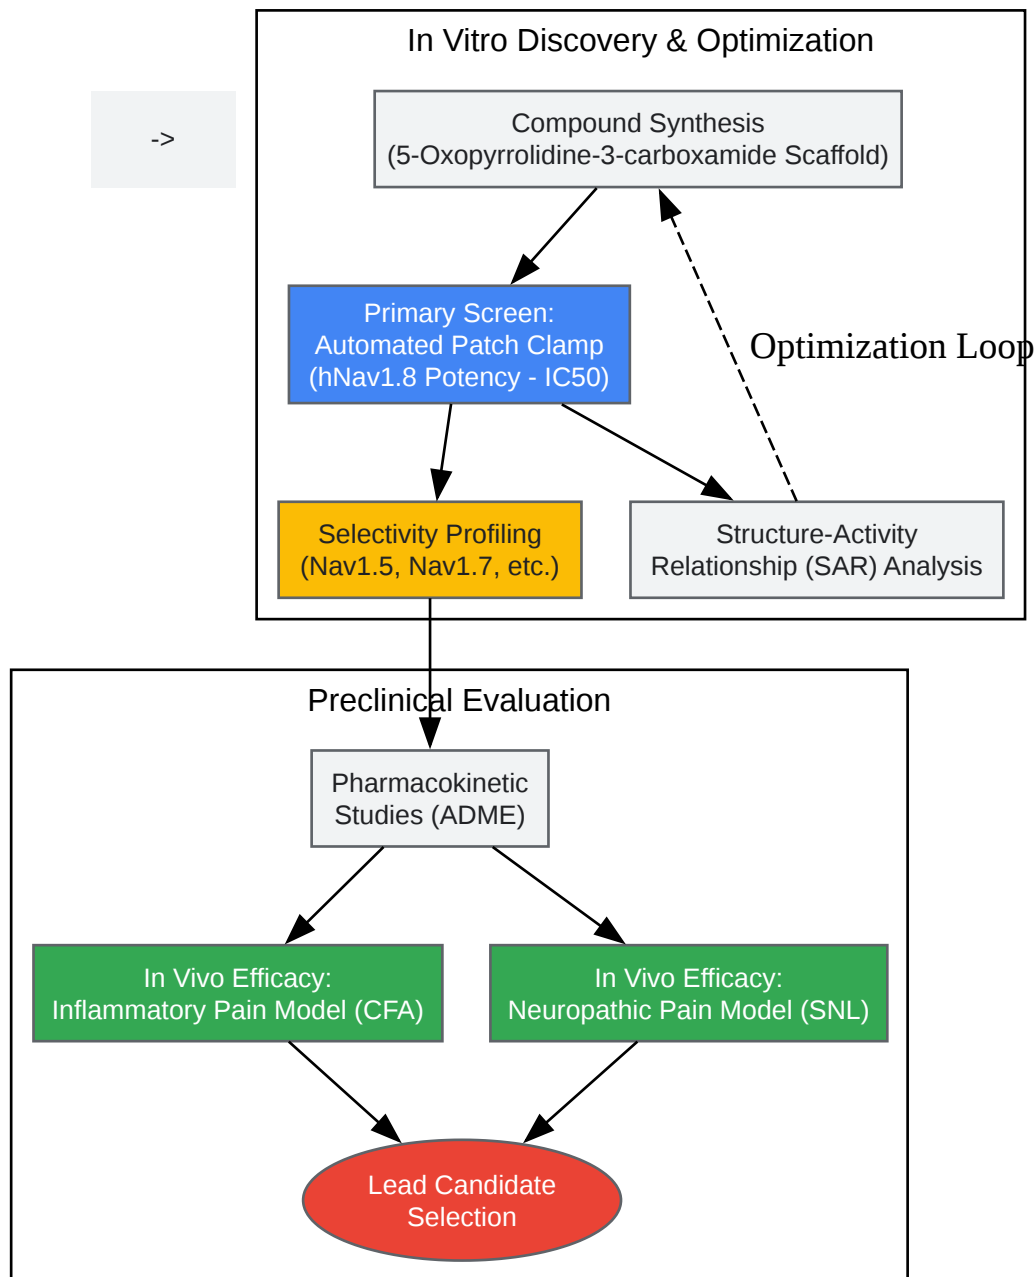 In Vitro Discovery & Optimization
->
Compound Synthesis
(5-Oxopyrrolidine-3-carboxamide Scaffold)
Primary Screen:
Automated Patch Clamp
(hNav1.8 Potency - IC50)
Optimization Loop
Selectivity Profiling
(Nav1.5, Nav1.7, etc.)
Structure-Activity
Relationship (SAR) Analysis
Preclinical Evaluation
Pharmacokinetic
Studies (ADME)
In Vivo Efficacy:
Inflammatory Pain Model (CFA)
In Vivo Efficacy:
Neuropathic Pain Model (SNL)
Lead Candidate
Selection